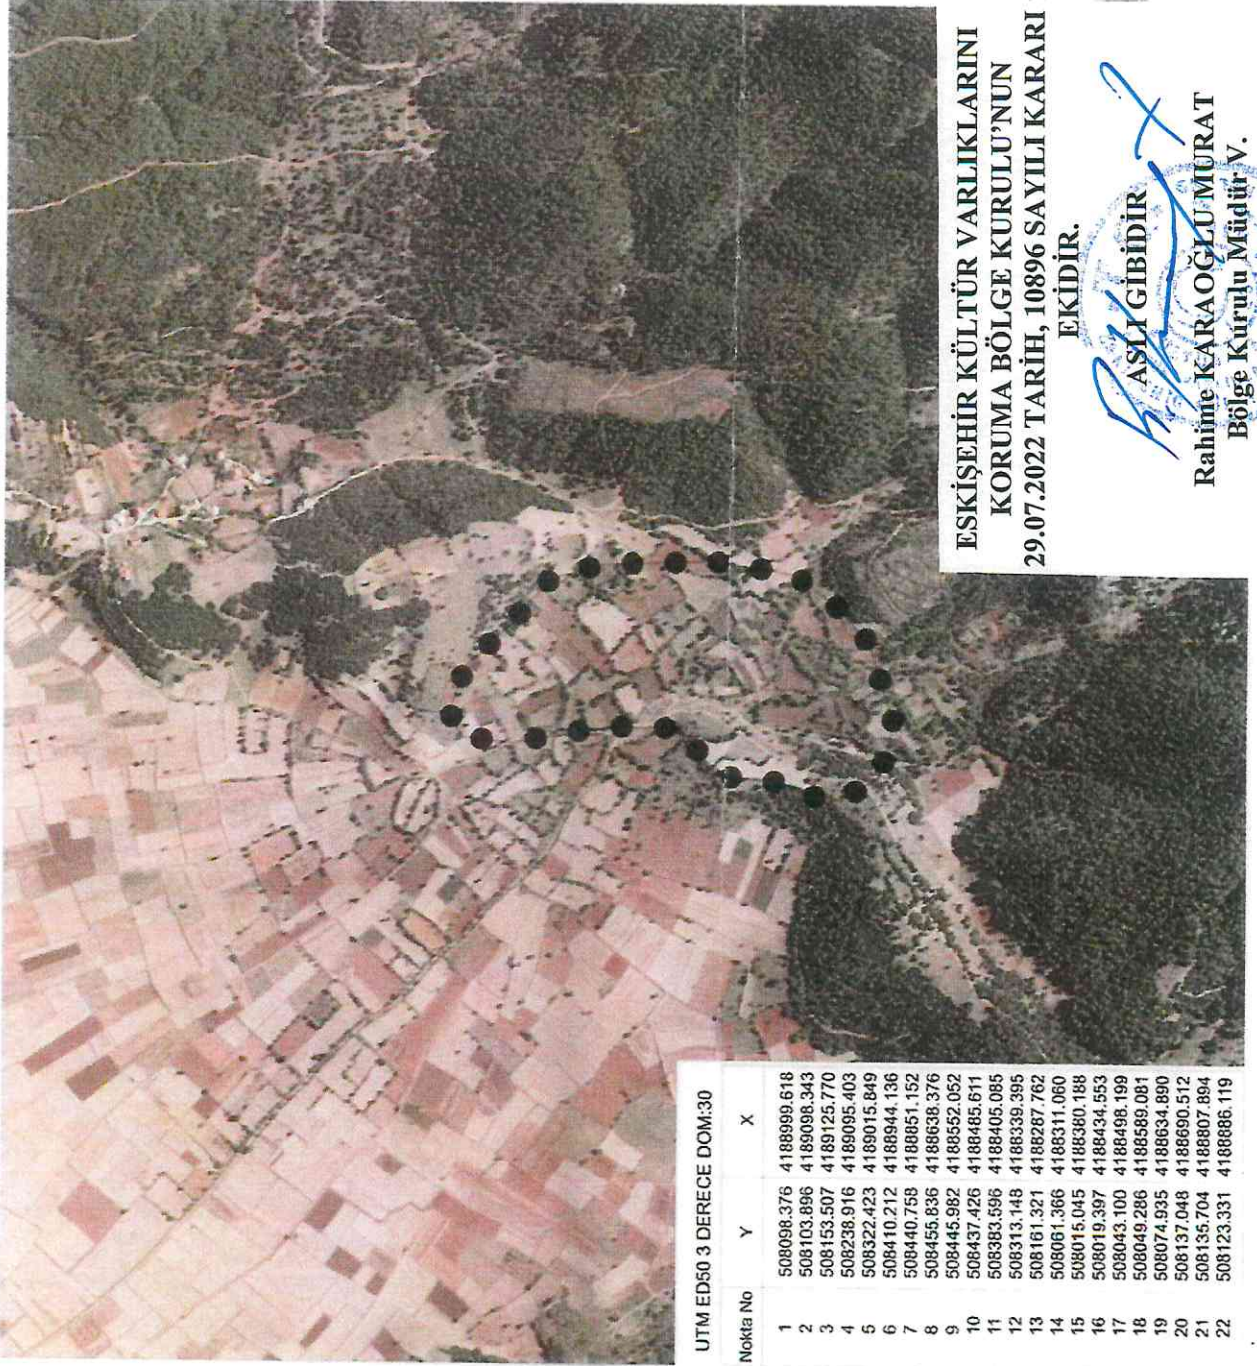 ESKİŞEHİR KÜLTÜR VARLIKLARINI
KORUMA BÖLGE KURULU'NUN
29.07.2022 TARİH, 10896 SAYILI KARARI
EKİDİR.
ASLI GİBİDİR
Rahime KARAOĞLU MURAT
Bölge Kurulu Müdür V.
UTM ED50 3 DERECE DOM:30
Nokta No Y X
1 508098.376 4188999.618
2 508103.896 4189098.343
3 508153.507 4189125.770
4 508238.916 4189095.403
5 508322.423 4189015.849
6 508410.212 4188944.136
7 508440.758 4188851.152
8 508455.836 4188638.376
9 508445.982 4188552.052
10 508437.426 4188485.611
11 508383.596 4188405.085
12 508313.148 4188339.395
13 508161.321 4188287.762
14 508061.366 4188311.060
15 508015.045 4188360.188
16 508019.397 4188434.553
17 508043.100 4188498.199
18 508049.286 4188589.081
19 508074.935 4188634.890
20 508137.048 4188690.512
21 508135.704 4188807.894
22 508123.331 4188886.119